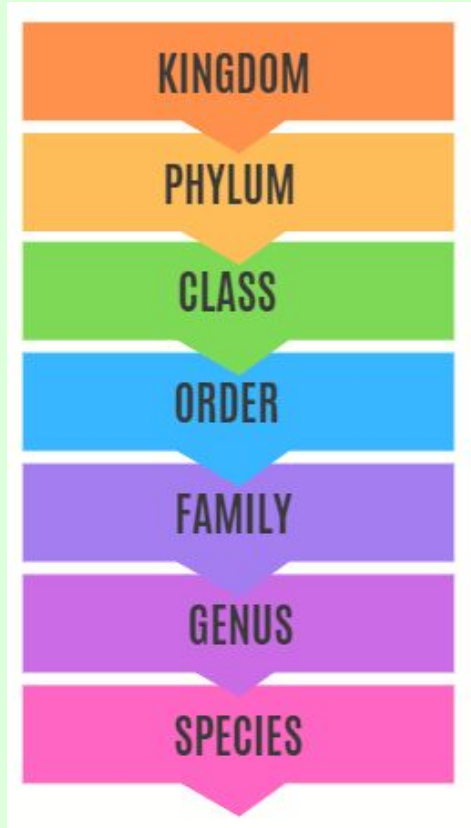 KINGDOM
PHYLUM
CLASS
ORDER
FAMILY
GENUS
SPECIES